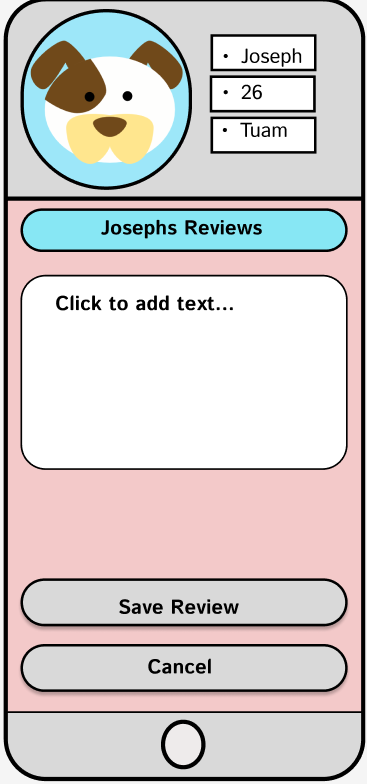 • Joseph
• 26
• Tuam
Josephs Reviews
Click to add text...
Save Review
Cancel